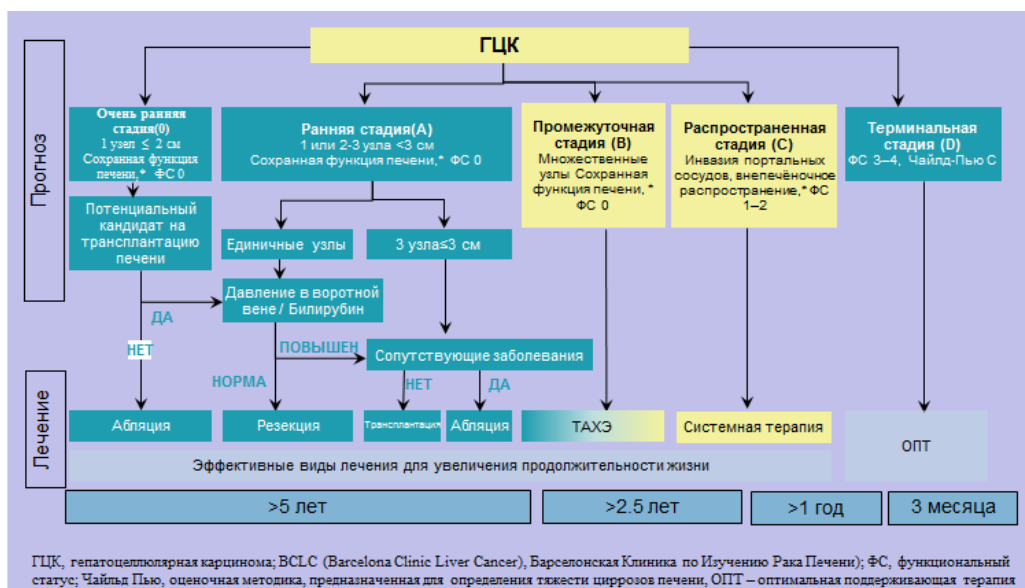 ГЦК
Прогноз
Очень ранняя
стадия(0)
1 узел ≤ 2 см
Сохранная функция
печени,* ФС 0
Ранняя стадия(А)
1 или 2-3 узла <3 см
Сохранная функция печени,* ФС 0
Промежуточная
стадия (В)
Множественные
узлы Сохранная
функция печени, *
ФС 0
Распространенная
стадия (С)
Инвазия портальных
сосудов, внепечёночное
распространение,* ФС
1–2
Терминальная
стадия (D)
ФС 3–4, Чайлд-Пью С
Потенциальный
кандидат на
трансплантацию
печени
Единичные узлы
3 узла≤3 см
Давление в воротной
вене / Билирубин
ДА
НЕТ
ПОВЫШЕН
Сопутствующие заболевания
НОРМА
НЕТ
ДА
Лечение
Абляция
Резекция
Трансплантация
Абляция
ТАХЭ
Системная терапия
ОПТ
Эффективные виды лечения для увеличения продолжительности жизни
>5 лет
>2.5 лет
>1 год
3 месяца
ГЦК, гепатоцеллюлярная карцинома; BCLC (Barcelona Clinic Liver Cancer), Барселонская Клиника по Изучению Рака Печени); ФС, функциональный
статус; Чайльд Пью, оценочная методика, предназначенная для определения тяжести циррозов печени, ОПТ – оптимальная поддерживающая терапия